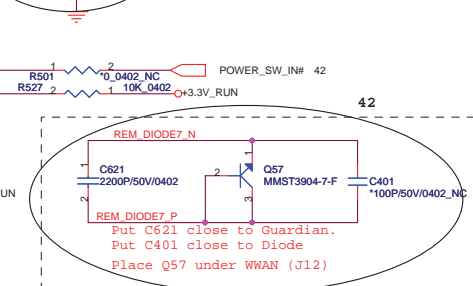 1 2 POWER_SW_IN# 42
R501 *0_0402_NC
R527 2 1 10K_0402 +3.3V_RUN
42
REM_DIODE7_N
1 1
C621 2 Q57 C401
2200P/50V/0402 MMST3904-7-F *100P/50V/0402_NC
UN 2 3
REM_DIODE7_P
Put C621 close to Guardian.
Put C401 close to Diode
Place Q57 under WWAN (J12)